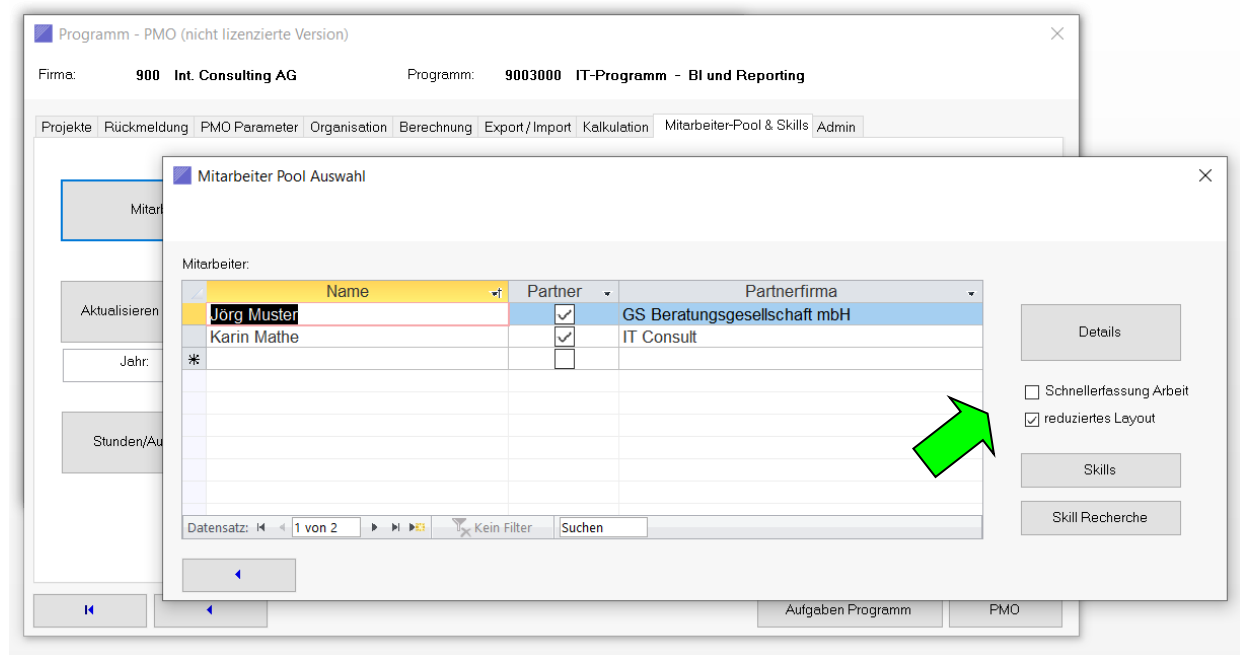 Programm - PMO (nicht lizenzierte Version)
Firma: 900 Int. Consulting AG Programm: 9003000 IT-Programm - BI und Reporting
Projekte Rückmeldung PMO Parameter Organisation Berechnung Export / Import Kalkulation Mitarbeiter-Pool & Skills Admin
Mitarbeiter Pool Auswahl
Mitarbeiter:
Name Partner Partnerfirma
Jörg Muster GS Beratungsgesellschaft mbH
Karin Mathe IT Consult
Aktualisieren
Jahr:
Stunden/Au
Details
Schnellerfassung Arbeit
reduziertes Layout
Skills
Skill Recherche
Datensatz: 1 von 2 Kein Filter Suchen
Aufgaben Programm PMO